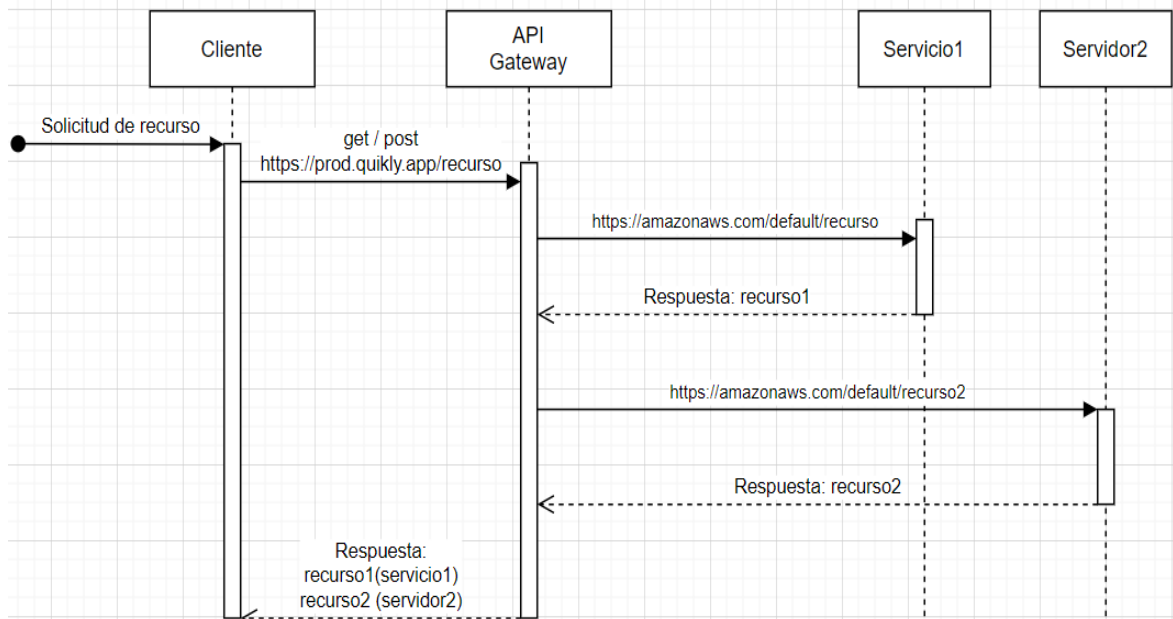 Cliente
API
Gateway
Servicio1
Servidor2
Solicitud de recurso
get / post
https://prod.quikly.app/recurso
https://amazonaws.com/default/recurso
Respuesta: recurso1
https://amazonaws.com/default/recurso2
Respuesta: recurso2
Respuesta:
recurso1(servicio1)
recurso2 (servidor2)